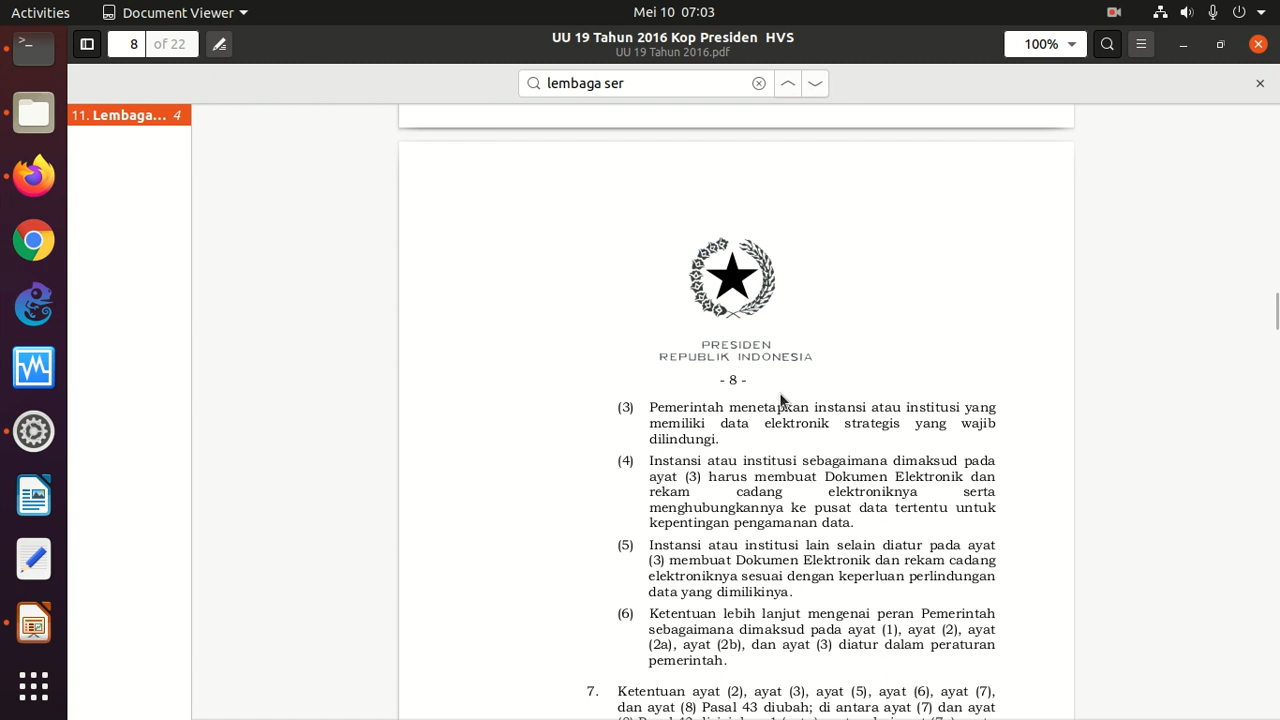 Activities
Document Viewer
Mei 10 07:03
8
of 22
UU 19 Tahun 2016 Kop Presiden HVS
UU 19 Tahun 2016.pdf
100%
lembaga ser
11. Lembaga... 4
PRESIDEN
REPUBLIK INDONESIA
- 8 -
(3) Pemerintah menetapkan instansi atau institusi yang
memiliki data elektronik strategis yang wajib
dilindungi.
(4) Instansi atau institusi sebagaimana dimaksud pada
ayat (3) harus membuat Dokumen Elektronik dan
rekam cadang elektroniknya serta
menghubungkannya ke pusat data tertentu untuk
kepentingan pengamanan data.
(5) Instansi atau institusi lain selain diatur pada ayat
(3) membuat Dokumen Elektronik dan rekam cadang
elektroniknya sesuai dengan keperluan perlindungan
data yang dimilikinya.
(6) Ketentuan lebih lanjut mengenai peran Pemerintah
sebagaimana dimaksud pada ayat (1), ayat (2), ayat
(2a), ayat (2b), dan ayat (3) diatur dalam peraturan
pemerintah.
7. Ketentuan ayat (2), ayat (3), ayat (5), ayat (6), ayat (7),
dan ayat (8) Pasal 43 diubah; di antara ayat (7) dan ayat